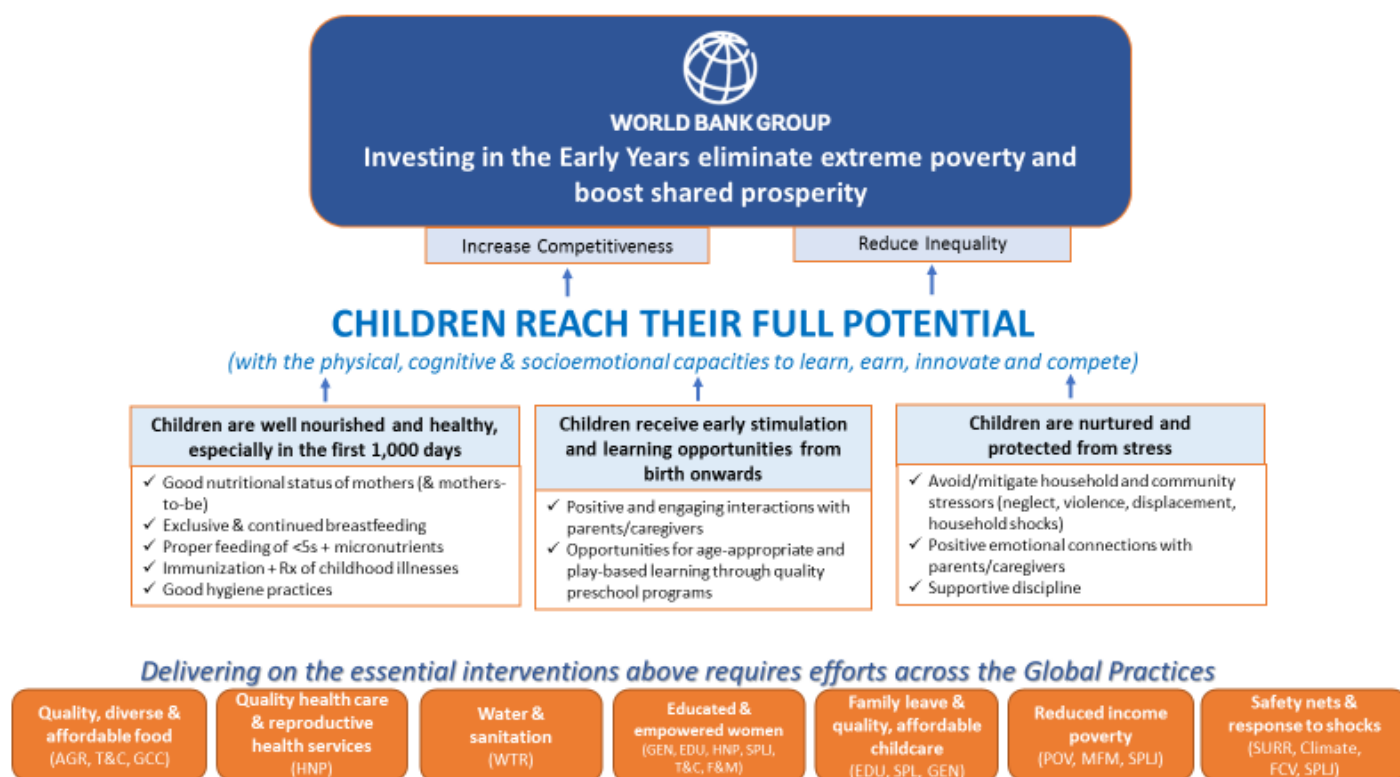 WORLD BANK GROUP
Investing in the Early Years eliminate extreme poverty and
boost shared prosperity
Increase Competitiveness
Reduce Inequality
CHILDREN REACH THEIR FULL POTENTIAL
(with the physical, cognitive & socioemotional capacities to learn, earn, innovate and compete)
Children are well nourished and healthy,
especially in the first 1,000 days
✓ Good nutritional status of mothers (& mothers-
to-be)
✓ Exclusive & continued breastfeeding
✓ Proper feeding of <5s + micronutrients
✓ Immunization + Rx of childhood illnesses
✓ Good hygiene practices
Children receive early stimulation
and learning opportunities from
birth onwards
✓ Positive and engaging interactions with
parents/caregivers
✓ Opportunities for age-appropriate and
play-based learning through quality
preschool programs
Children are nurtured and
protected from stress
✓ Avoid/mitigate household and community
stressors (neglect, violence, displacement,
household shocks)
✓ Positive emotional connections with
parents/caregivers
✓ Supportive discipline
Delivering on the essential interventions above requires efforts across the Global Practices
Quality, diverse &
affordable food
(AGR, T&C, GCC)
Quality health care
& reproductive
health services
(HNP)
Water &
sanitation
(WTR)
Educated &
empowered women
(GEN, EDU, HNP, SPLJ,
T&C, F&M)
Family leave &
quality, affordable
childcare
(EDU, SPL, GEN)
Reduced income
poverty
(POV, MFM, SPLJ)
Safety nets &
response to shocks
(SURR, Climate,
FCV, SPLJ)